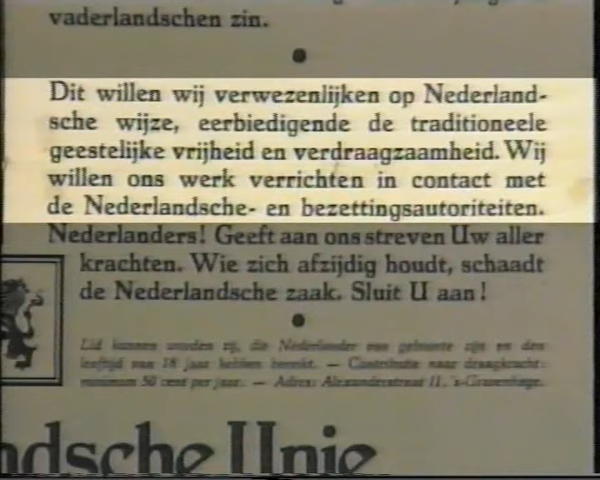 vaderlandschen zin.
Dit willen wij verwezenlijken op Nederland-
sche wijze, eerbiedigende de traditioneele
geestelijke vrijheid en verdraagzaamheid. Wij
willen ons werk verrichten in contact met
de Nederlandsche- en bezettingsautoriteiten.
Nederlanders! Geeft aan ons streven Uw aller
krachten. Wie zich afzijdig houdt, schaadt
de Nederlandsche zaak. Sluit U aan!
Lid kunnen worden zij, die Nederlander van geboorte zijn en den
leeftijd van 18 jaar hebben bereikt. — Contributie naar draagkracht:
minimum 50 cent per jaar. — Adres: Alexanderstraat 11, 's-Gravenhage.
ndsche Unie